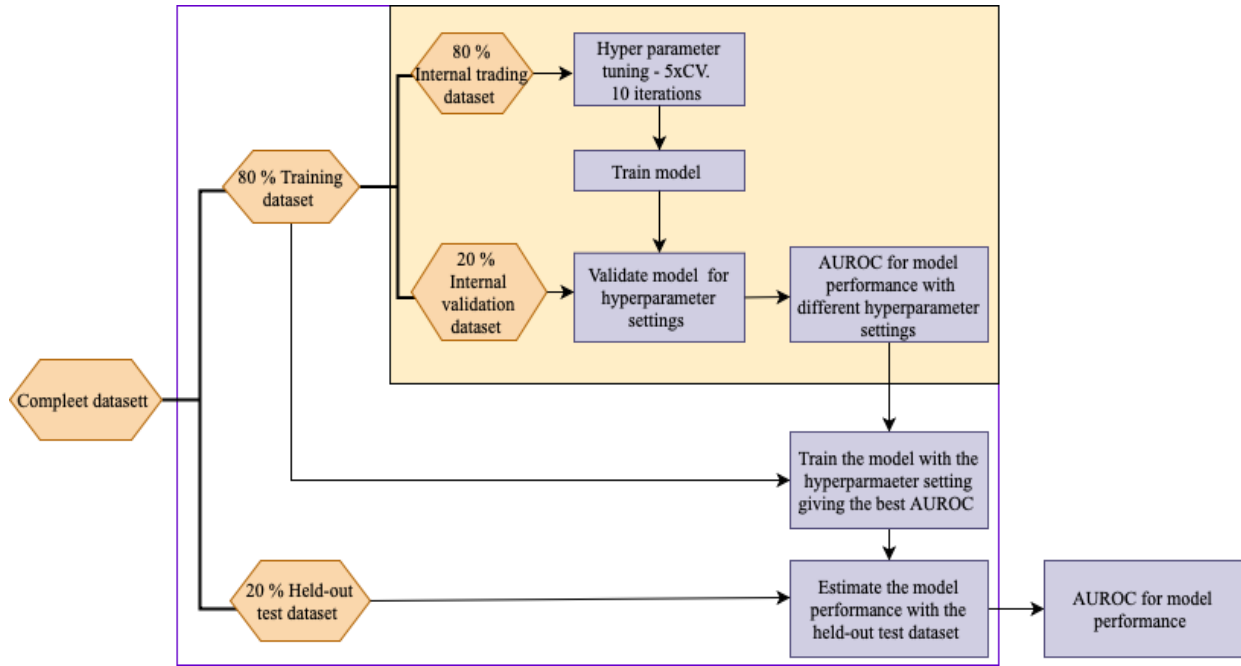 80 %
Internal trading
dataset
Hyper parameter
tuning - 5xCV.
10 iterations
80 % Training
dataset
Train model
20 %
Internal
validation
dataset
Validate model for
hyperparameter
settings
AUROC for model
performance with
different hyperparameter
settings
Compleet datasett
Train the model with the
hyperparmaeter setting
giving the best AUROC
20 % Held-out
test dataset
Estimate the model
performance with the
held-out test dataset
AUROC for model
performance